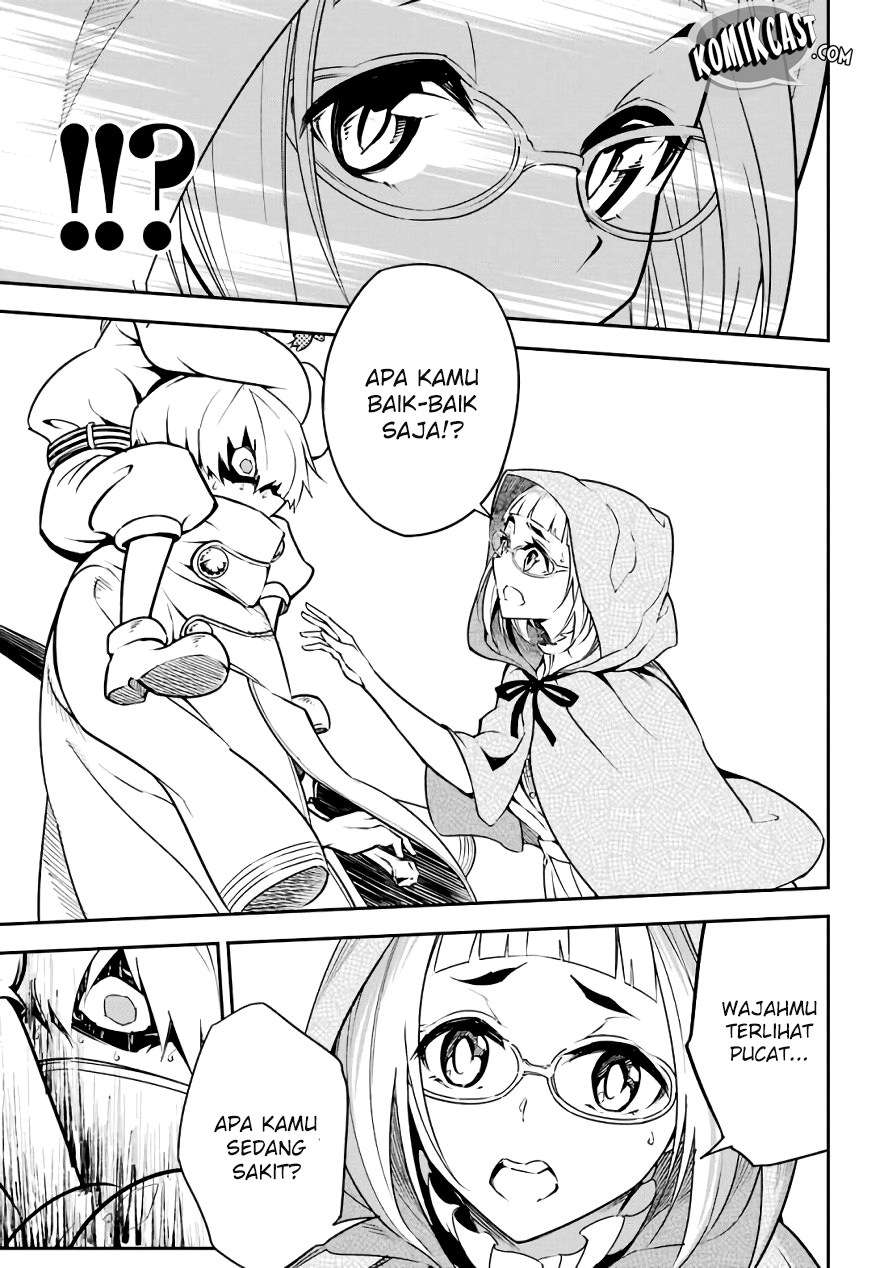 KOMIKCAST
.COM
!!?
APA KAMU
BAIK-BAIK
SAJA!?
WAJAHMU
TERLIHAT
PUCAT...
APA KAMU
SEDANG
SAKIT?